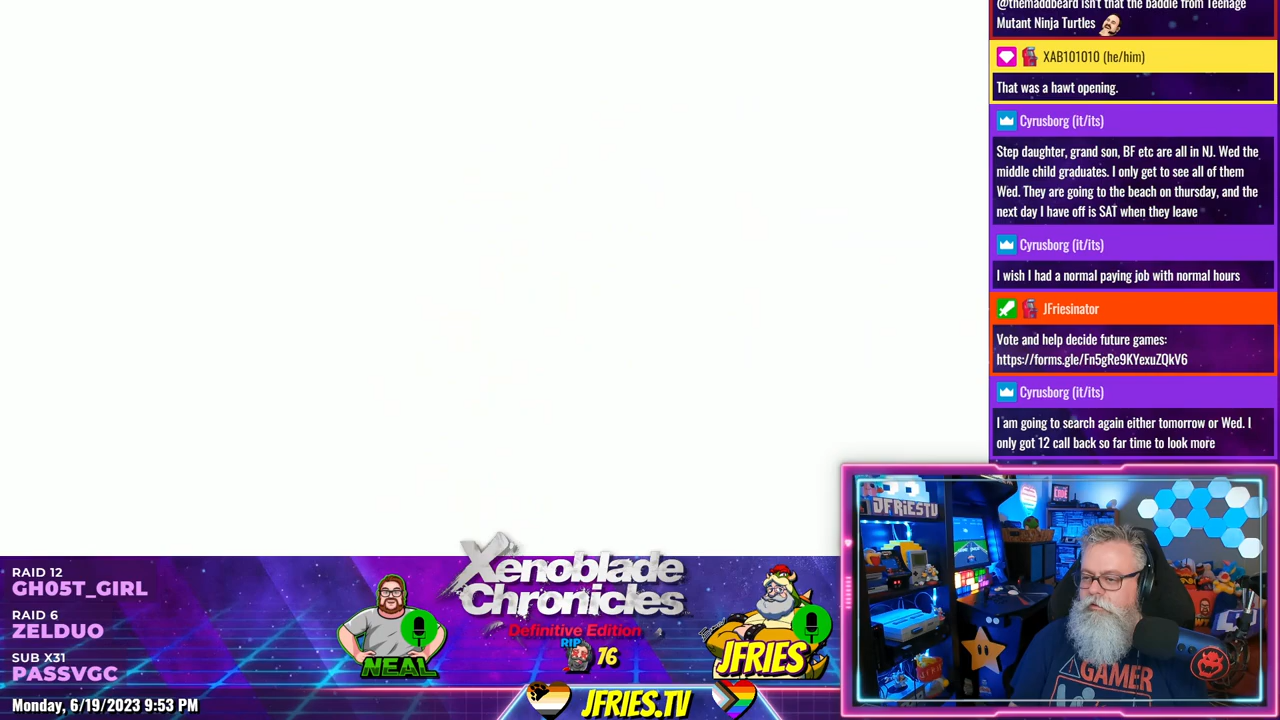 @themaddbeard Isn't that the baddie from Teenage
Mutant Ninja Turtles
XAB101010 (he/him)
That was a hawt opening.
Cyrusborg (it/its)
Step daughter, grand son, BF etc are all in NJ. Wed the
middle child graduates. I only get to see all of them
Wed. They are going to the beach on thursday, and the
next day I have off is SAT when they leave
Cyrusborg (it/its)
I wish I had a normal paying job with normal hours
JFriesinator
Vote and help decide future games:
https://forms.gle/Fn5gRe9KYexuZQkV6
Cyrusborg (it/its)
I am going to search again either tomorrow or Wed. I
only got 12 call back so far time to look more
JFRIESTV
GAMER
RAID 12
GH05T_GIRL
RAID 6
ZELDUO
SUB X31
PASSVGC
Monday, 6/19/2023 9:53 PM
NEAL
Xenoblade
Chronicles
Definitive Edition
RIP
76
JFRIES
JFRIES.TV